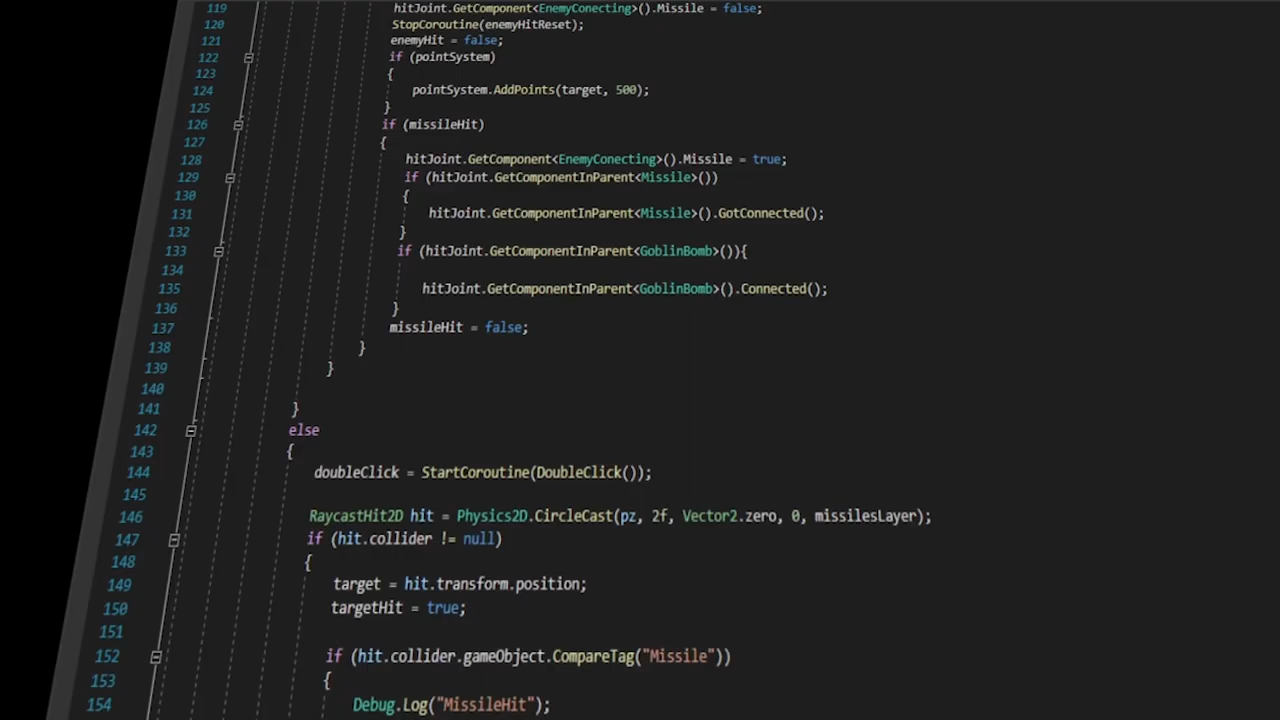 119 hitJoint.GetComponent<EnemyConecting>().Missile = false;
120 StopCoroutine(enemyHitReset);
121 enemyHit = false;
122 if (pointSystem)
123 {
124 pointSystem.AddPoints(target, 500);
125 }
126 if (missileHit)
127 {
128 hitJoint.GetComponent<EnemyConecting>().Missile = true;
129 if (hitJoint.GetComponentInParent<Missile>())
130 {
131 hitJoint.GetComponentInParent<Missile>().GotConnected();
132 }
133 if (hitJoint.GetComponentInParent<GoblinBomb>()){
134
135 hitJoint.GetComponentInParent<GoblinBomb>().Connected();
136 }
137 missileHit = false;
138 }
139 }
140
141 }
142 else
143 {
144 doubleClick = StartCoroutine(DoubleClick());
145
146 RaycastHit2D hit = Physics2D.CircleCast(pz, 2f, Vector2.zero, 0, missilesLayer);
147 if (hit.collider != null)
148 {
149 target = hit.transform.position;
150 targetHit = true;
151
152 if (hit.collider.gameObject.CompareTag("Missile"))
153 {
154 Debug.Log("MissileHit");